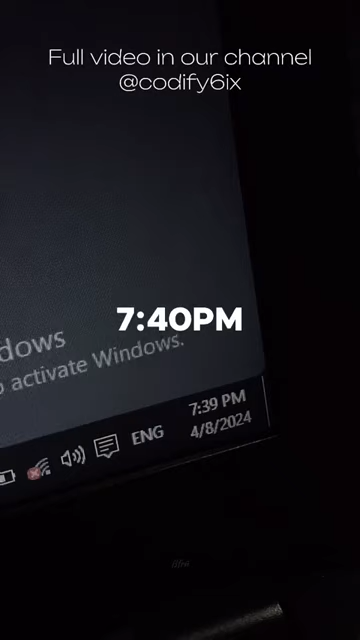 Full video in our channel
@codify6ix
7:40PM
dows
o activate Windows.
7:39 PM
ENG
4/8/2024